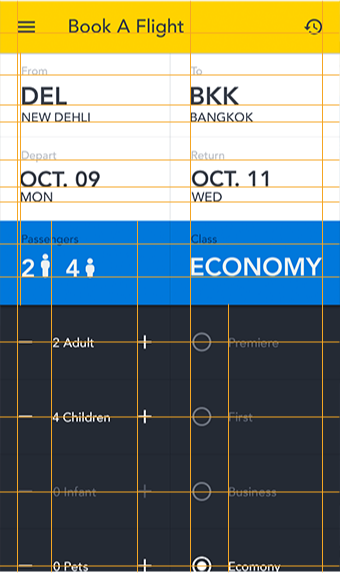 Book A Flight
From To
DEL BKK
NEW DEHLI BANGKOK
Depart Return
OCT. 09 OCT. 11
MON WED
Passengers Class
2 4 ECONOMY
2 Adult Premiere
4 Children First
0 Infant Business
0 Pets Ecomony